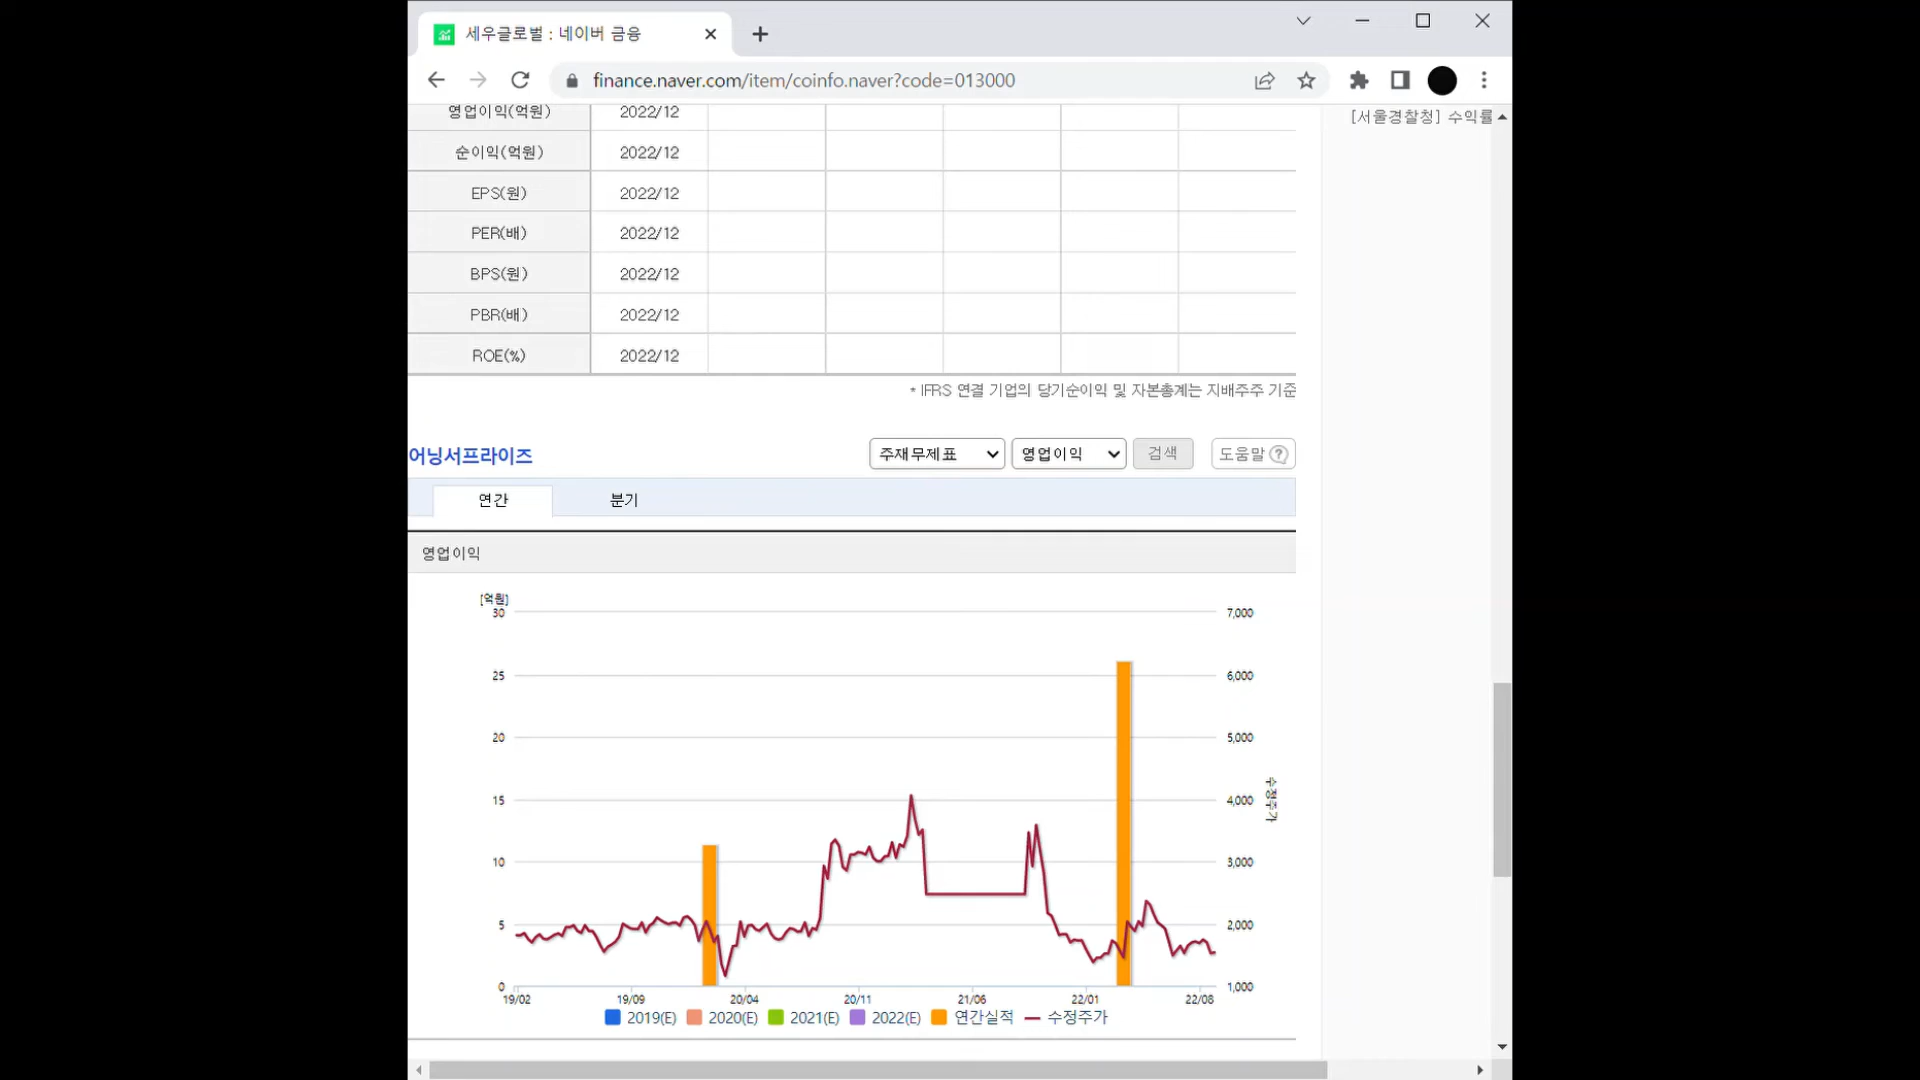 세우글로벌 : 네이버 금융
finance.naver.com/item/coinfo.naver?code=013000
영업이익(억원) 2022/12
[서울경찰청] 수익률
순이익(억원) 2022/12
EPS(원) 2022/12
PER(배) 2022/12
BPS(원) 2022/12
PBR(배) 2022/12
ROE(%) 2022/12
* IFRS 연결 기업의 당기순이익 및 자본총계는 지배주주 기준
어닝서프라이즈 주재무제표 영업이익 검색 도움말 ?
연간 분기
영업이익
[억원]
30 7,000
25 6,000
20 5,000
15 4,000
수정주가
10 3,000
5 2,000
0 1,000
19/02 19/09 20/04 20/11 21/06 22/01 22/08
2019(E) 2020(E) 2021(E) 2022(E) 연간실적 수정주가